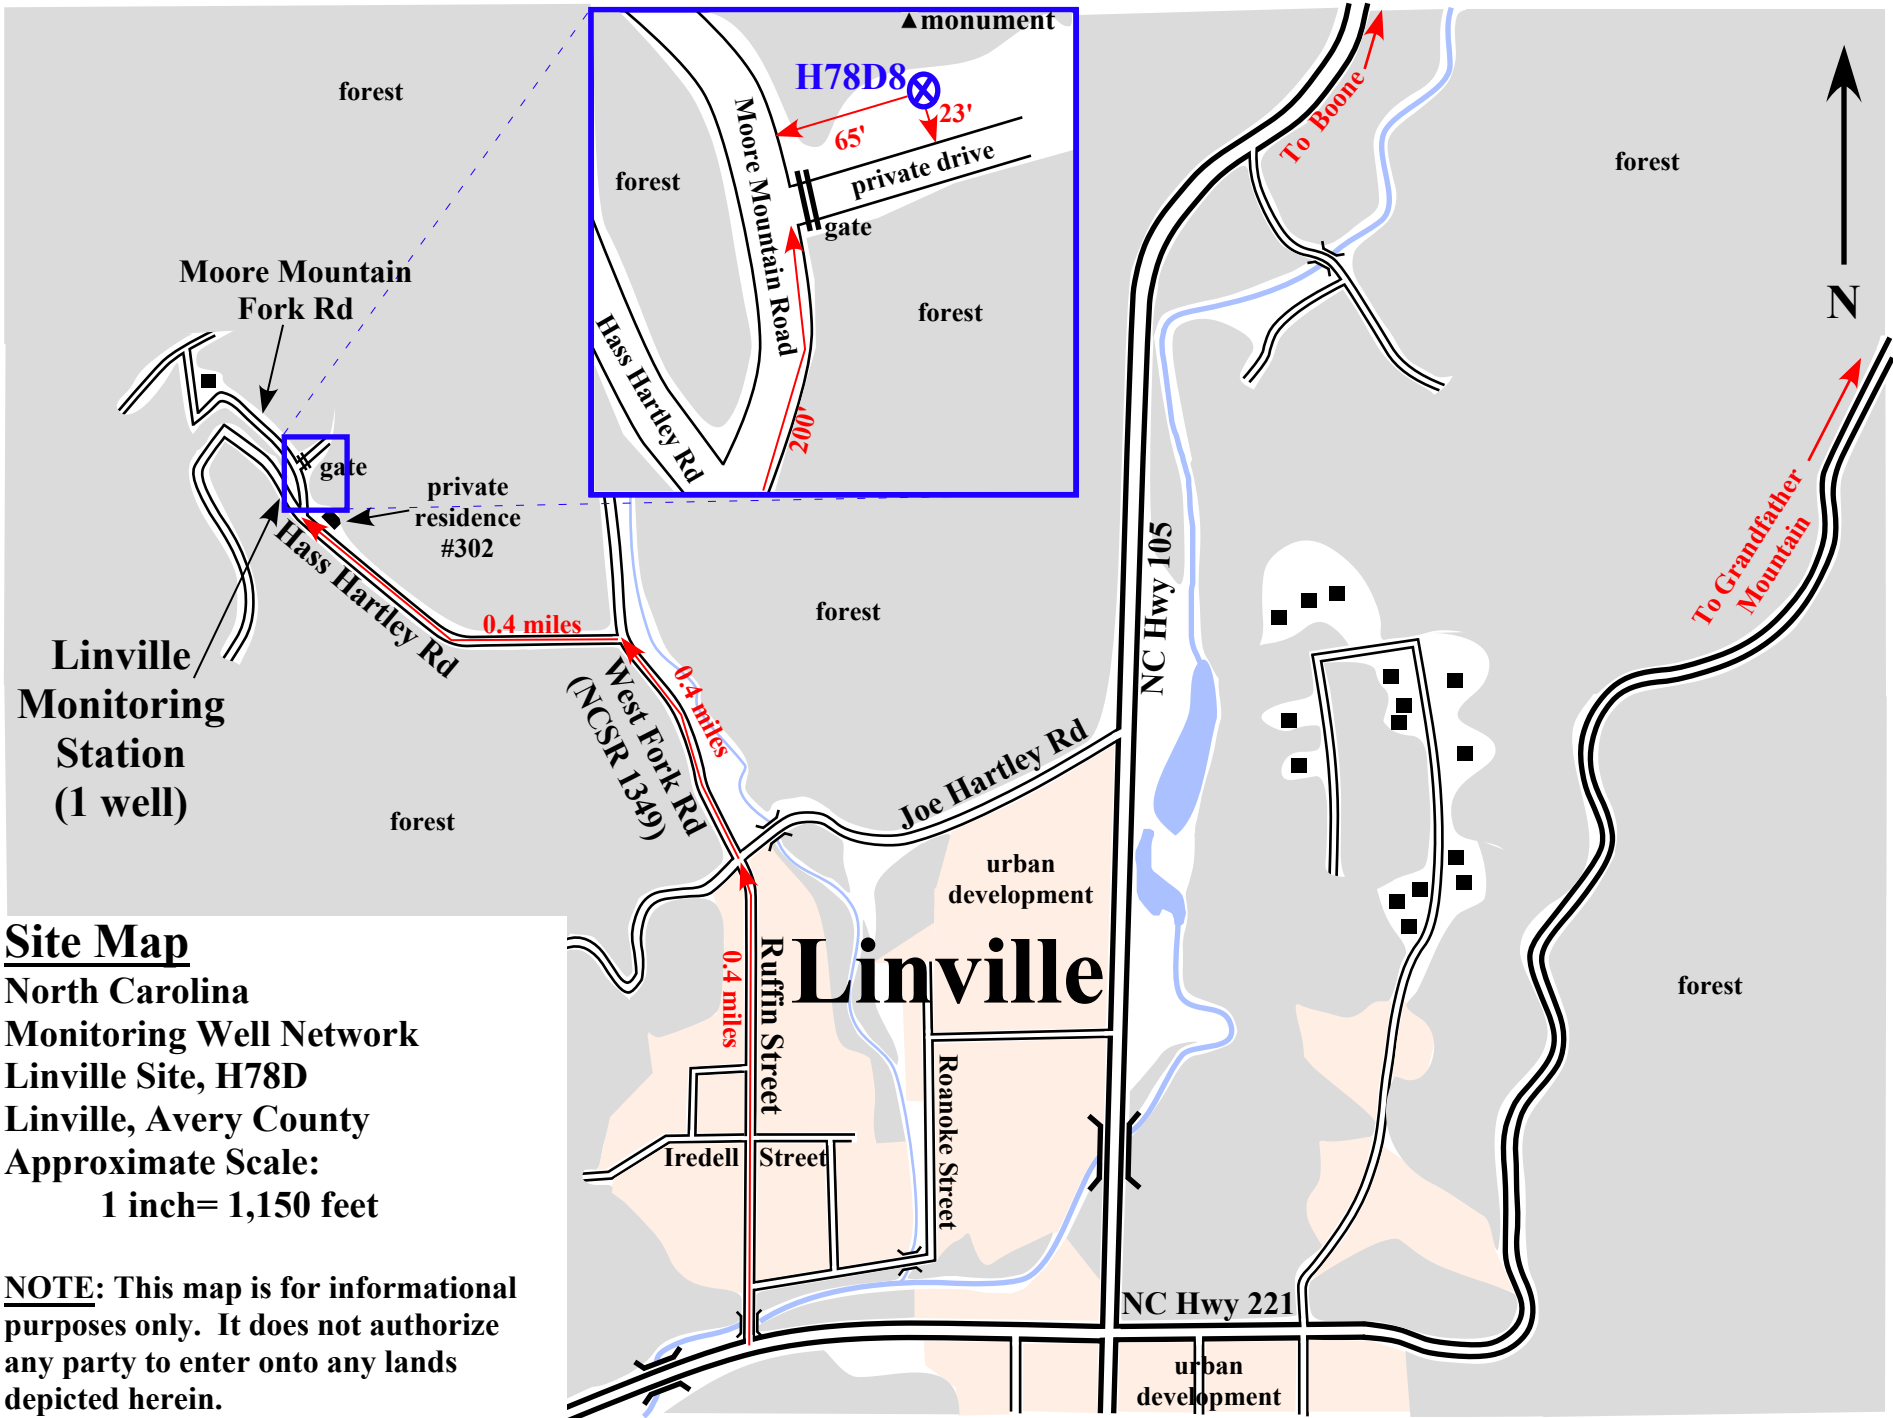 monument
H78D8
23'
65'
Moore Mountain Road
private drive
gate
forest
forest
Hass Hartley Rd
200'
To Boone
forest
forest
N
Moore Mountain
Fork Rd
gate
private
residence
#302
Hass Hartley Rd
0.4 miles
Linville
Monitoring
Station
(1 well)
forest
West Fork Rd
(NCSR 1349)
0.4 miles
forest
Joe Hartley Rd
NC Hwy 105
To Grandfather
Mountain
urban
development
Linville
forest
0.4 miles
Ruffin Street
Roanoke Street
Iredell Street
NC Hwy 221
urban
development
Site Map
North Carolina
Monitoring Well Network
Linville Site, H78D
Linville, Avery County
Approximate Scale:
1 inch= 1,150 feet
NOTE: This map is for informational
purposes only. It does not authorize
any party to enter onto any lands
depicted herein.